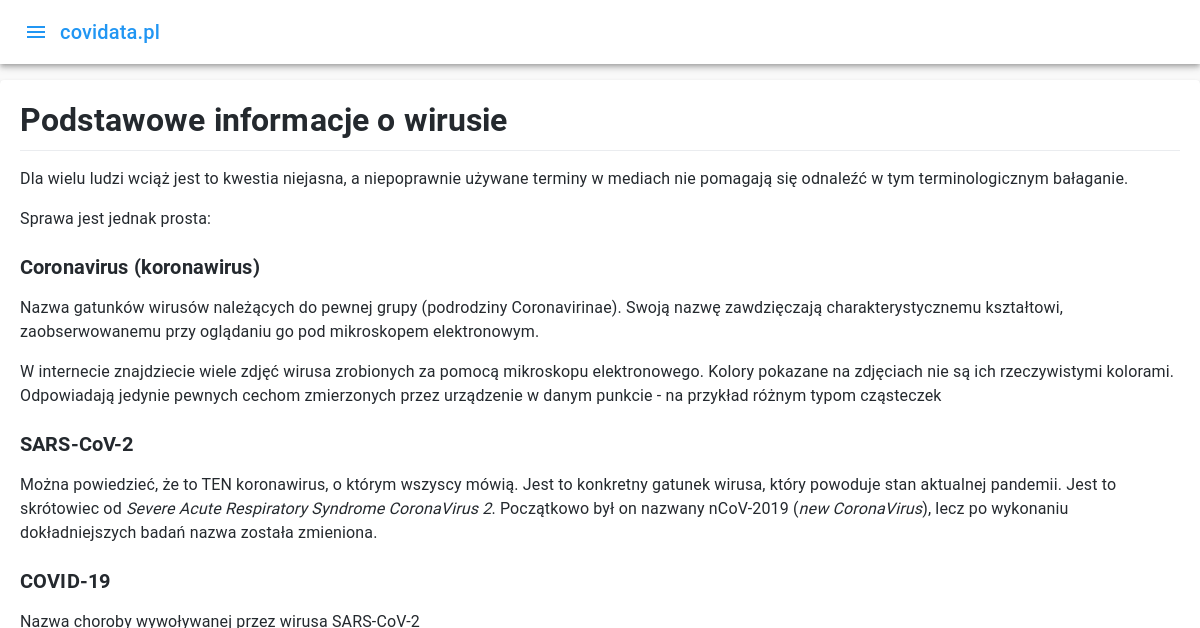 covidata.pl
Podstawowe informacje o wirusie
Dla wielu ludzi wciąż jest to kwestia niejasna, a niepoprawnie używane terminy w mediach nie pomagają się odnaleźć w tym terminologicznym bałaganie.
Sprawa jest jednak prosta:
Coronavirus (koronawirus)
Nazwa gatunków wirusów należących do pewnej grupy (podrodziny Coronavirinae). Swoją nazwę zawdzięczają charakterystycznemu kształtowi,
zaobserwowanemu przy oglądaniu go pod mikroskopem elektronowym.
W internecie znajdziecie wiele zdjęć wirusa zrobionych za pomocą mikroskopu elektronowego. Kolory pokazane na zdjęciach nie są ich rzeczywistymi kolorami.
Odpowiadają jedynie pewnych cechom zmierzonych przez urządzenie w danym punkcie - na przykład różnym typom cząsteczek
SARS-CoV-2
Można powiedzieć, że to TEN koronawirus, o którym wszyscy mówią. Jest to konkretny gatunek wirusa, który powoduje stan aktualnej pandemii. Jest to
skrótowiec od Severe Acute Respiratory Syndrome CoronaVirus 2. Początkowo był on nazwany nCoV-2019 (new CoronaVirus), lecz po wykonaniu
dokładniejszych badań nazwa została zmieniona.
COVID-19
Nazwa choroby wywoływanej przez wirusa SARS-CoV-2